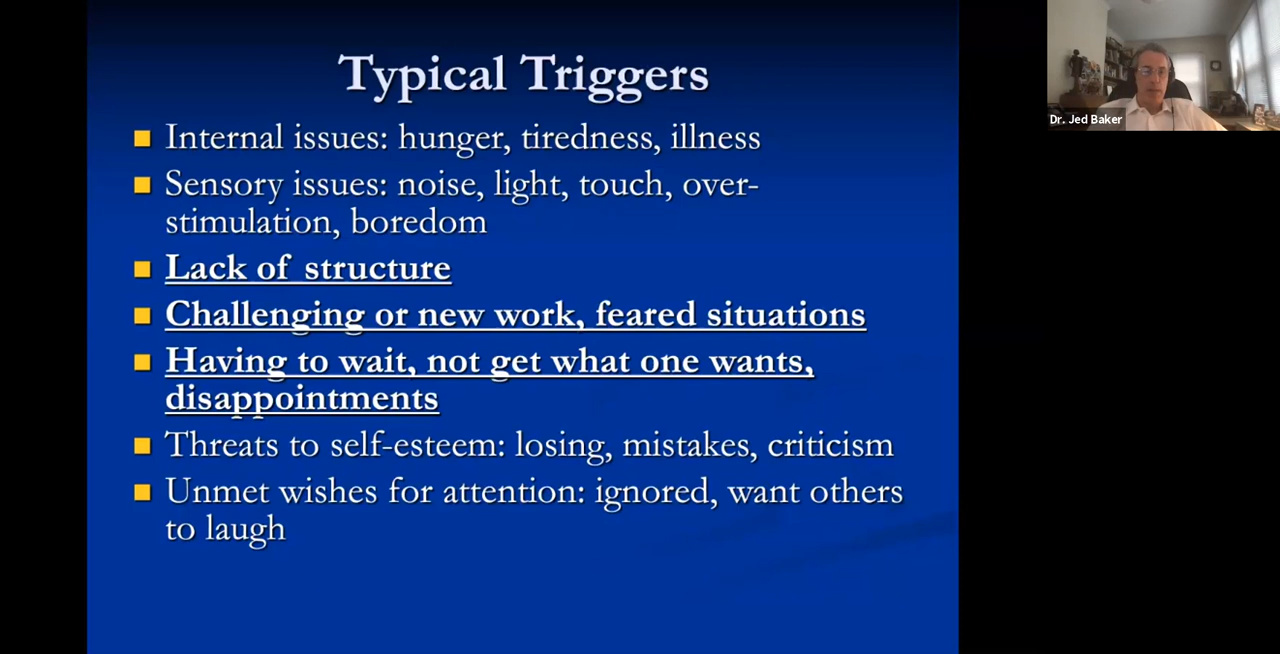 Typical Triggers
Internal issues: hunger, tiredness, illness
Sensory issues: noise, light, touch, over-
stimulation, boredom
Lack of structure
Challenging or new work, feared situations
Having to wait, not get what one wants,
disappointments
Threats to self-esteem: losing, mistakes, criticism
Unmet wishes for attention: ignored, want others
to laugh
Dr. Jed Baker